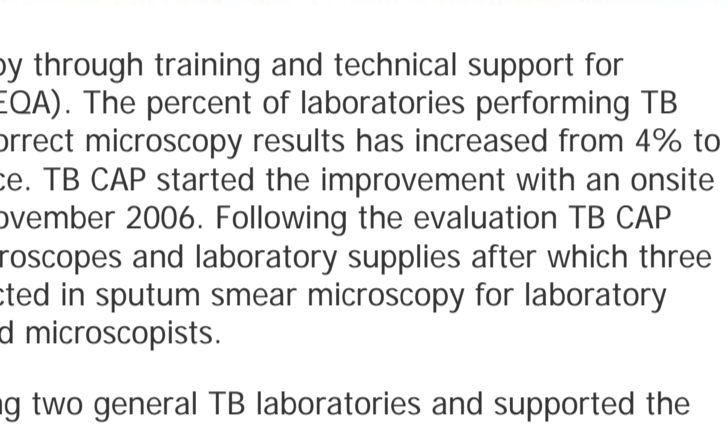 by through training and technical support for
EQA). The percent of laboratories performing TB
orrect microscopy results has increased from 4% to
ce. TB CAP started the improvement with an onsite
ovember 2006. Following the evaluation TB CAP
roscopes and laboratory supplies after which three
cted in sputum smear microscopy for laboratory
d microscopists.
ng two general TB laboratories and supported the